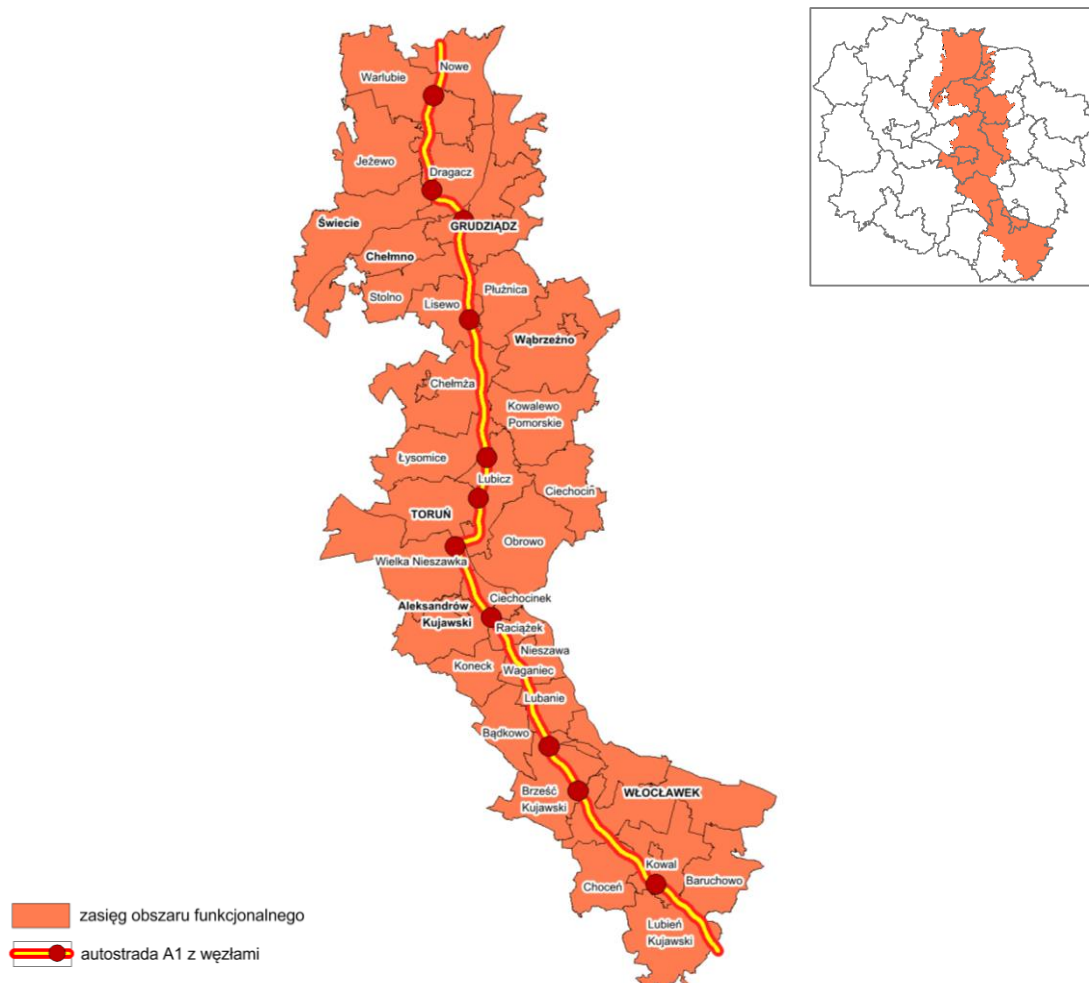 Nowe
Warlubie
Jeżewo
Dragacz
Świecie
GRUDZIĄDZ
Chełmno
Stolno
Lisewo
Płużnica
Wąbrzeźno
Chełmża
Kowalewo
Pomorskie
Łysomice
Lubicz
Ciechociń
TORUŃ
Obrowo
Wielka Nieszawka
Ciechocinek
Aleksandrów
Kujawski
Raciążek
Nieszawa
Koneck
Waganiec
Lubanie
Bądkowo
Brześć
Kujawski
WŁOCŁAWEK
Kowal
Choceń
Baruchowo
Lubień
Kujawski
zasięg obszaru funkcjonalnego
autostrada A1 z węzłami